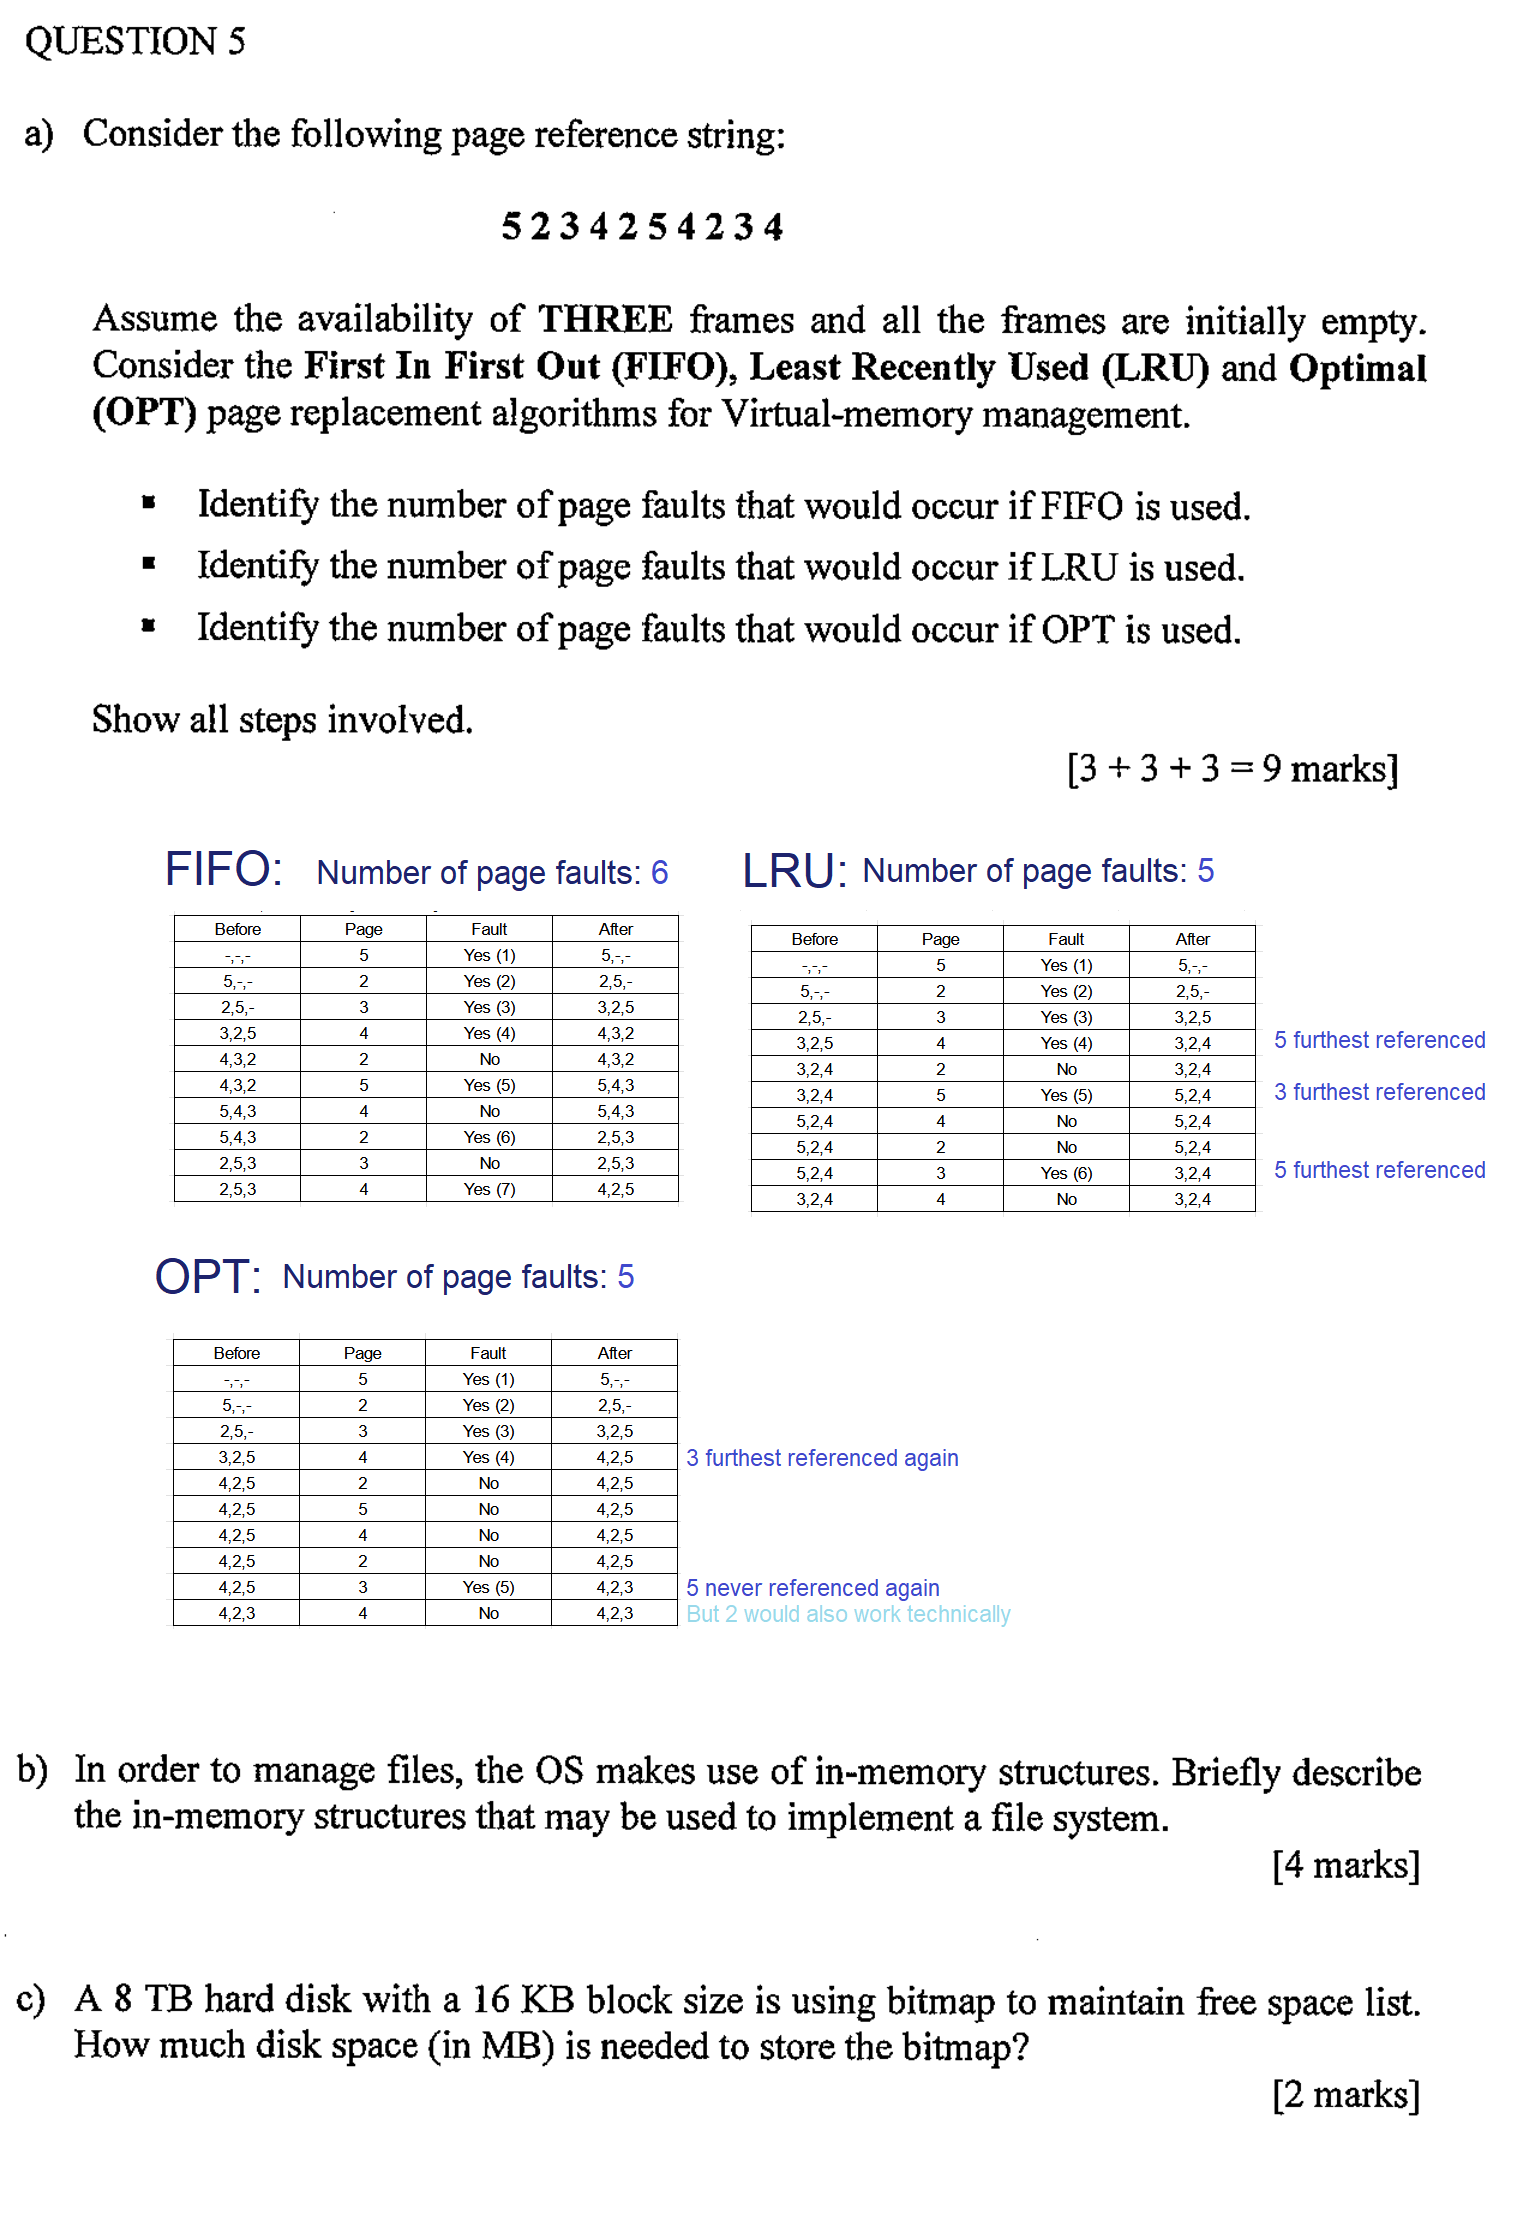 QUESTION 5
a) Consider the following page reference string:
5 2 3 4 2 5 4 2 3 4
Assume the availability of THREE frames and all the frames are initially empty.
Consider the First In First Out (FIFO), Least Recently Used (LRU) and Optimal
(OPT) page replacement algorithms for Virtual-memory management.
▪ Identify the number of page faults that would occur if FIFO is used.
▪ Identify the number of page faults that would occur if LRU is used.
▪ Identify the number of page faults that would occur if OPT is used.
Show all steps involved.
[3 + 3 + 3 = 9 marks]
FIFO: Number of page faults: 6
Before Page Fault After
-,-,- 5 Yes (1) 5,-,-
5,-,- 2 Yes (2) 2,5,-
2,5,- 3 Yes (3) 3,2,5
3,2,5 4 Yes (4) 4,3,2
4,3,2 2 No 4,3,2
4,3,2 5 Yes (5) 5,4,3
5,4,3 4 No 5,4,3
5,4,3 2 Yes (6) 2,5,3
2,5,3 3 No 2,5,3
2,5,3 4 Yes (7) 4,2,5
LRU: Number of page faults: 5
Before Page Fault After
-,-,- 5 Yes (1) 5,-,-
5,-,- 2 Yes (2) 2,5,-
2,5,- 3 Yes (3) 3,2,5
3,2,5 4 Yes (4) 3,2,4 5 furthest referenced
3,2,4 2 No 3,2,4
3,2,4 5 Yes (5) 5,2,4 3 furthest referenced
5,2,4 4 No 5,2,4
5,2,4 2 No 5,2,4
5,2,4 3 Yes (6) 3,2,4 5 furthest referenced
3,2,4 4 No 3,2,4
OPT: Number of page faults: 5
Before Page Fault After
-,-,- 5 Yes (1) 5,-,-
5,-,- 2 Yes (2) 2,5,-
2,5,- 3 Yes (3) 3,2,5
3,2,5 4 Yes (4) 4,2,5 3 furthest referenced again
4,2,5 2 No 4,2,5
4,2,5 5 No 4,2,5
4,2,5 4 No 4,2,5
4,2,5 2 No 4,2,5
4,2,5 3 Yes (5) 4,2,3 5 never referenced again
4,2,3 4 No 4,2,3 But 2 would also work technically
b) In order to manage files, the OS makes use of in-memory structures. Briefly describe
the in-memory structures that may be used to implement a file system.
[4 marks]
c) A 8 TB hard disk with a 16 KB block size is using bitmap to maintain free space list.
How much disk space (in MB) is needed to store the bitmap?
[2 marks]